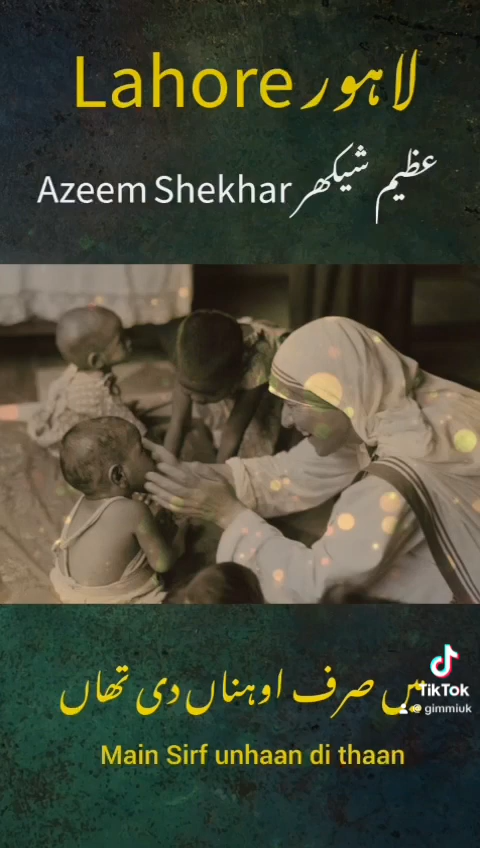 Lahore لاہور
Azeem Shekhar عظیم شیکھر
TikTok
@ gimmiuk
میں صرف اوہناں دی تھاں
Main Sirf unhaan di thaan